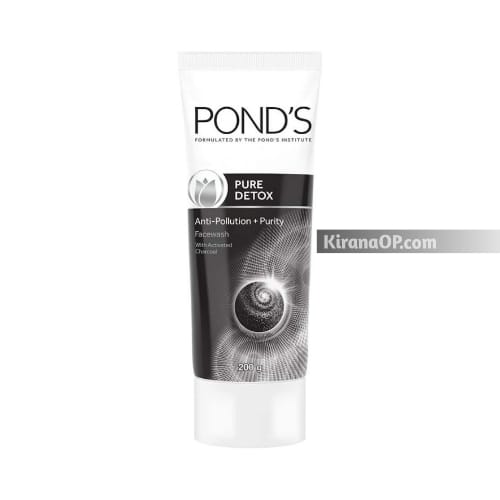 POND'S
FORMULATED BY THE POND'S INSTITUTE
PURE
DETOX
Anti-Pollution + Purity
Facewash
With Activated
Charcoal
200 g
KiranaOP.com